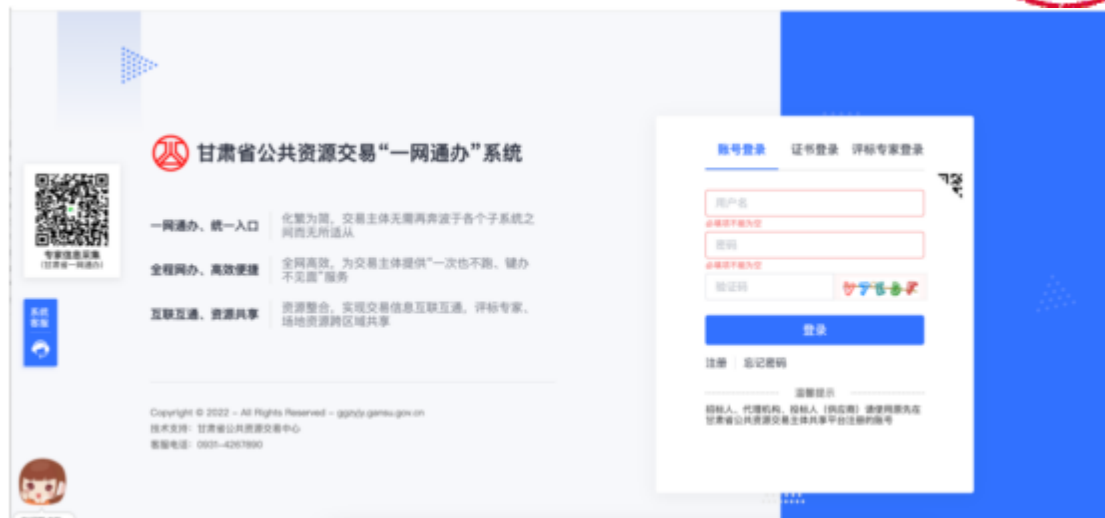 甘肃省公共资源交易“一网通办”系统
一网通办、统一入口
化繁为简，交易主体无需再奔波于各个子系统之
间而无所适从
全程网办、高效便捷
全网高效，为交易主体提供“一次也不跑、键办
不见面”服务
互联互通、资源共享
资源整合，实现交易信息互联互通，评标专家、
场地资源跨区域共享
Copyright © 2022 - All Rights Reserved - ggzyjy.gansu.gov.cn
技术支持：甘肃省公共资源交易中心
客服电话：0931-4267890
专家信息采集
(甘肃省一网通办)
系统
客服
账号登录 证书登录 评标专家登录
用户名
必填项不能为空
密码
必填项不能为空
验证码
登录
注册 忘记密码
温馨提示
招标人、代理机构、投标人（供应商）请使用原先在
甘肃省公共资源交易主体共享平台注册的账号